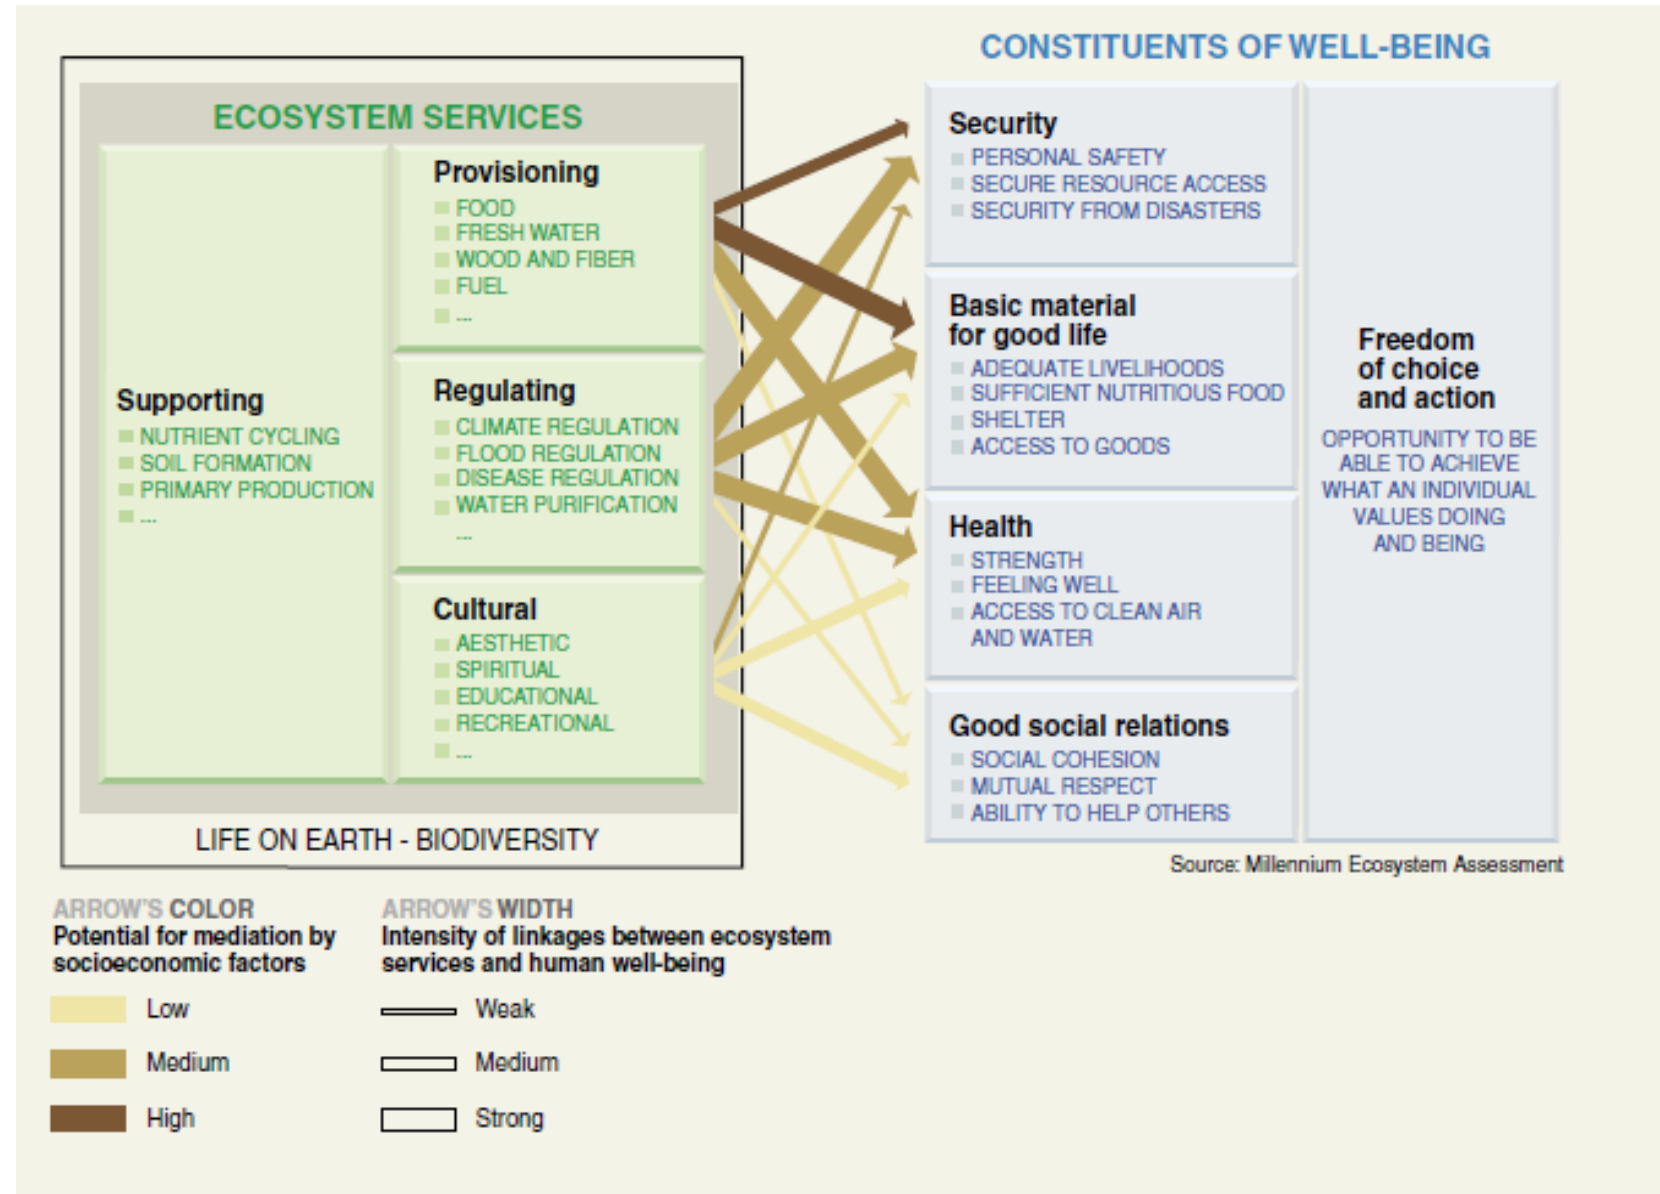 CONSTITUENTS OF WELL-BEING
ECOSYSTEM SERVICES
Supporting
NUTRIENT CYCLING
SOIL FORMATION
PRIMARY PRODUCTION
...
Provisioning
FOOD
FRESH WATER
WOOD AND FIBER
FUEL
...
Regulating
CLIMATE REGULATION
FLOOD REGULATION
DISEASE REGULATION
WATER PURIFICATION
...
Cultural
AESTHETIC
SPIRITUAL
EDUCATIONAL
RECREATIONAL
...
LIFE ON EARTH - BIODIVERSITY
Security
PERSONAL SAFETY
SECURE RESOURCE ACCESS
SECURITY FROM DISASTERS
Basic material
for good life
ADEQUATE LIVELIHOODS
SUFFICIENT NUTRITIOUS FOOD
SHELTER
ACCESS TO GOODS
Health
STRENGTH
FEELING WELL
ACCESS TO CLEAN AIR
AND WATER
Good social relations
SOCIAL COHESION
MUTUAL RESPECT
ABILITY TO HELP OTHERS
Freedom
of choice
and action
OPPORTUNITY TO BE
ABLE TO ACHIEVE
WHAT AN INDIVIDUAL
VALUES DOING
AND BEING
Source: Millennium Ecosystem Assessment
ARROW'S COLOR
Potential for mediation by
socioeconomic factors
Low
Medium
High
ARROW'S WIDTH
Intensity of linkages between ecosystem
services and human well-being
Weak
Medium
Strong